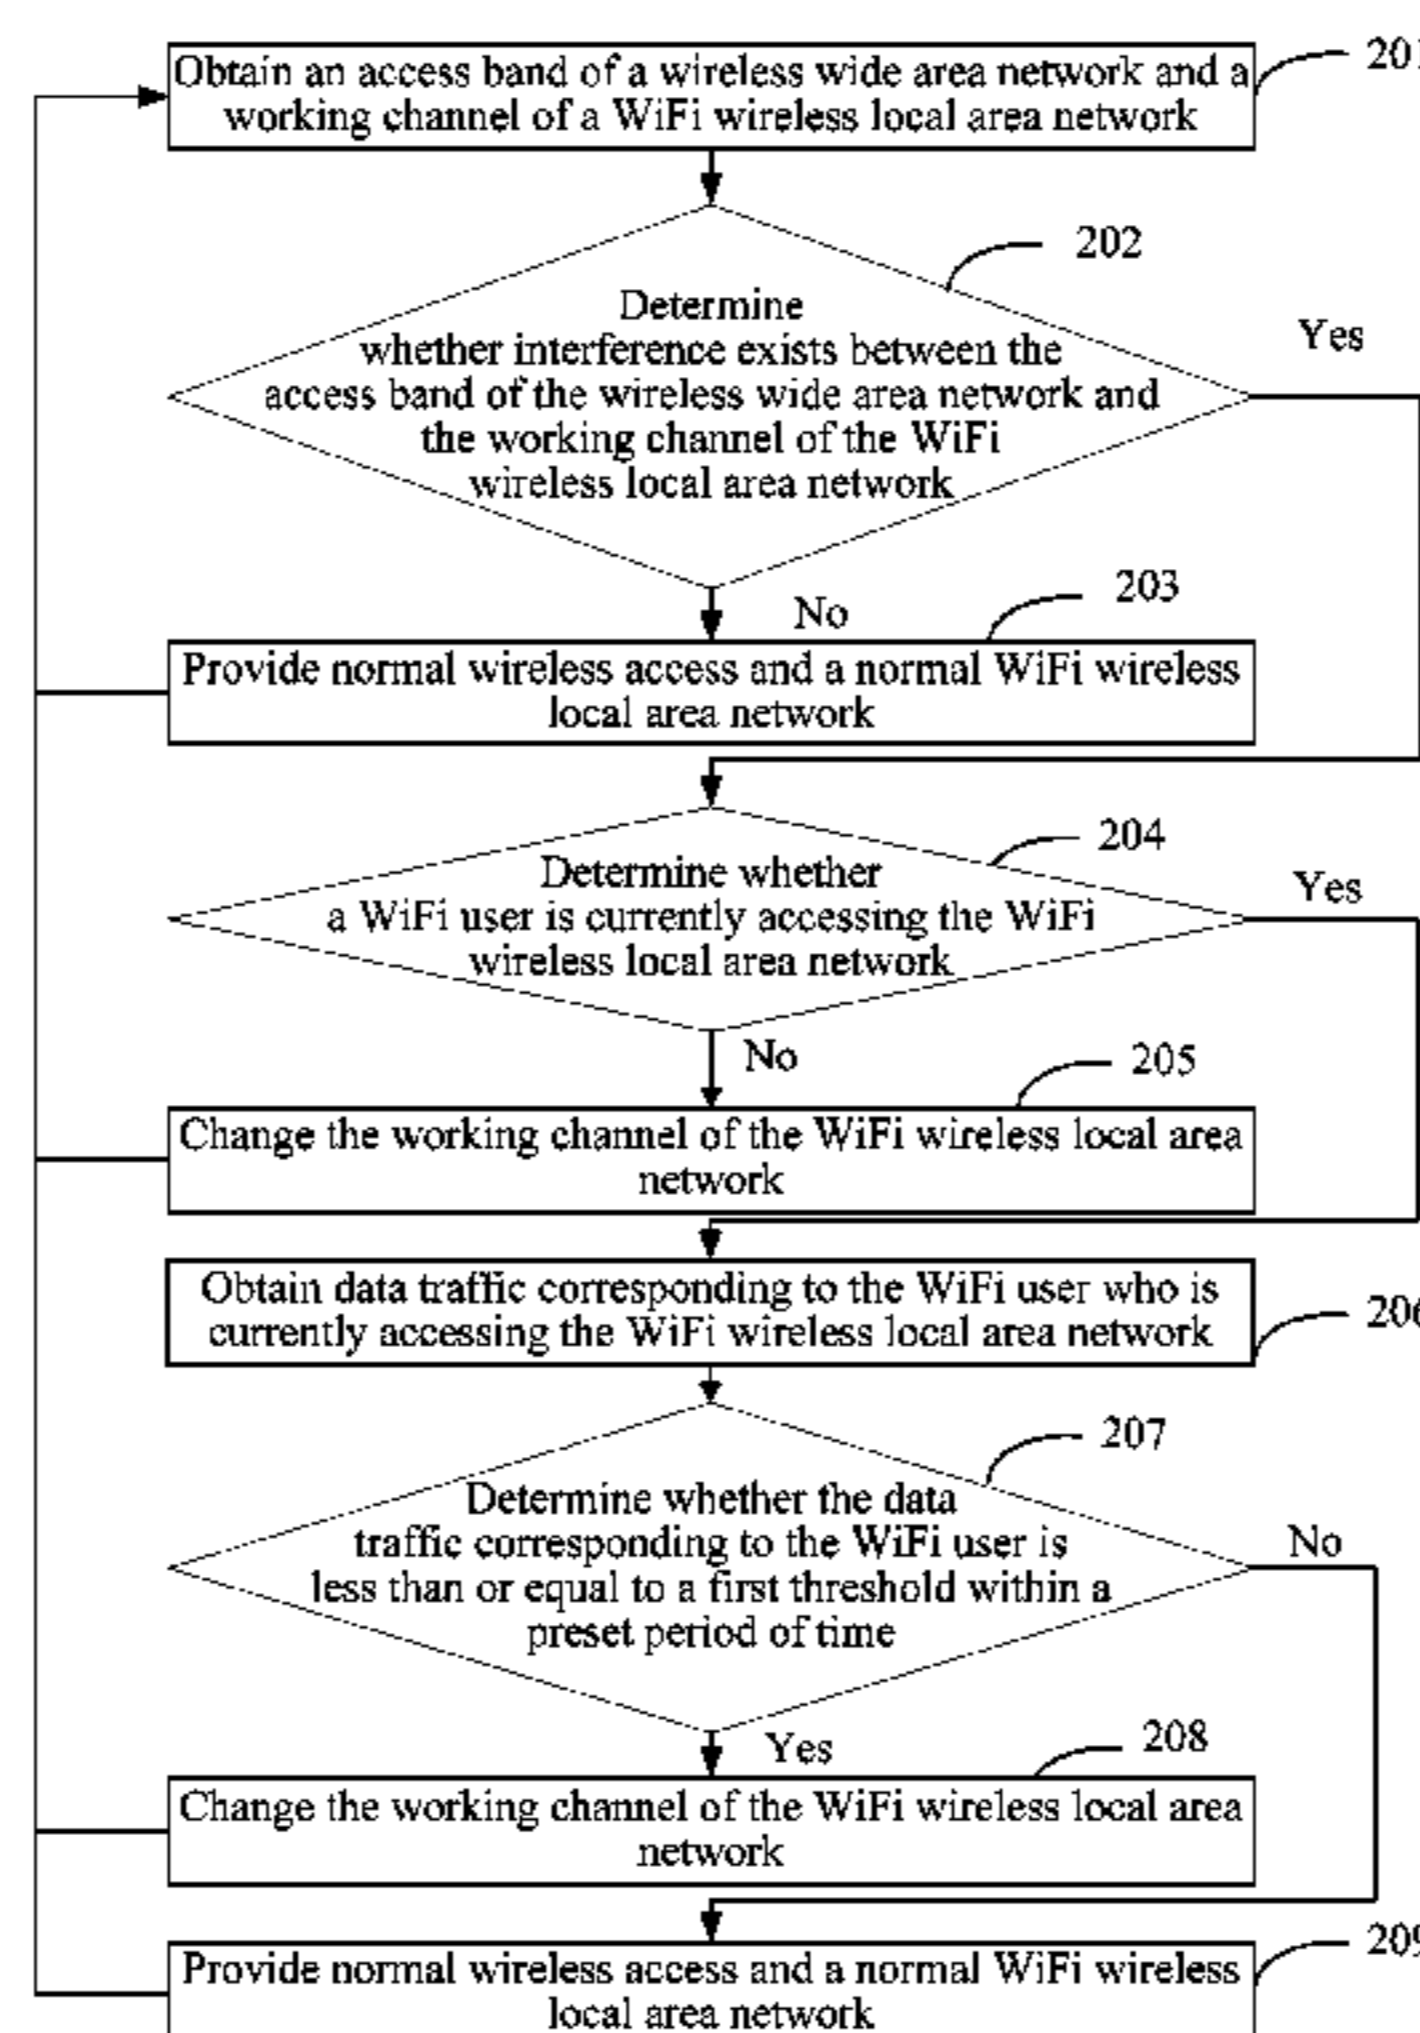 Obtain an access band of a wireless wide area network and a
working channel of a WiFi wireless local area network
201
202
Determine
whether interference exists between the
access band of the wireless wide area network and
the working channel of the WiFi
wireless local area network
Yes
No
203
Provide normal wireless access and a normal WiFi wireless
local area network
204
Determine whether
a WiFi user is currently accessing the WiFi
wireless local area network
Yes
No
205
Change the working channel of the WiFi wireless local area
network
Obtain data traffic corresponding to the WiFi user who is
currently accessing the WiFi wireless local area network
206
207
Determine whether the data
traffic corresponding to the WiFi user is
less than or equal to a first threshold within a
preset period of time
No
Yes
208
Change the working channel of the WiFi wireless local area
network
209
Provide normal wireless access and a normal WiFi wireless
local area network